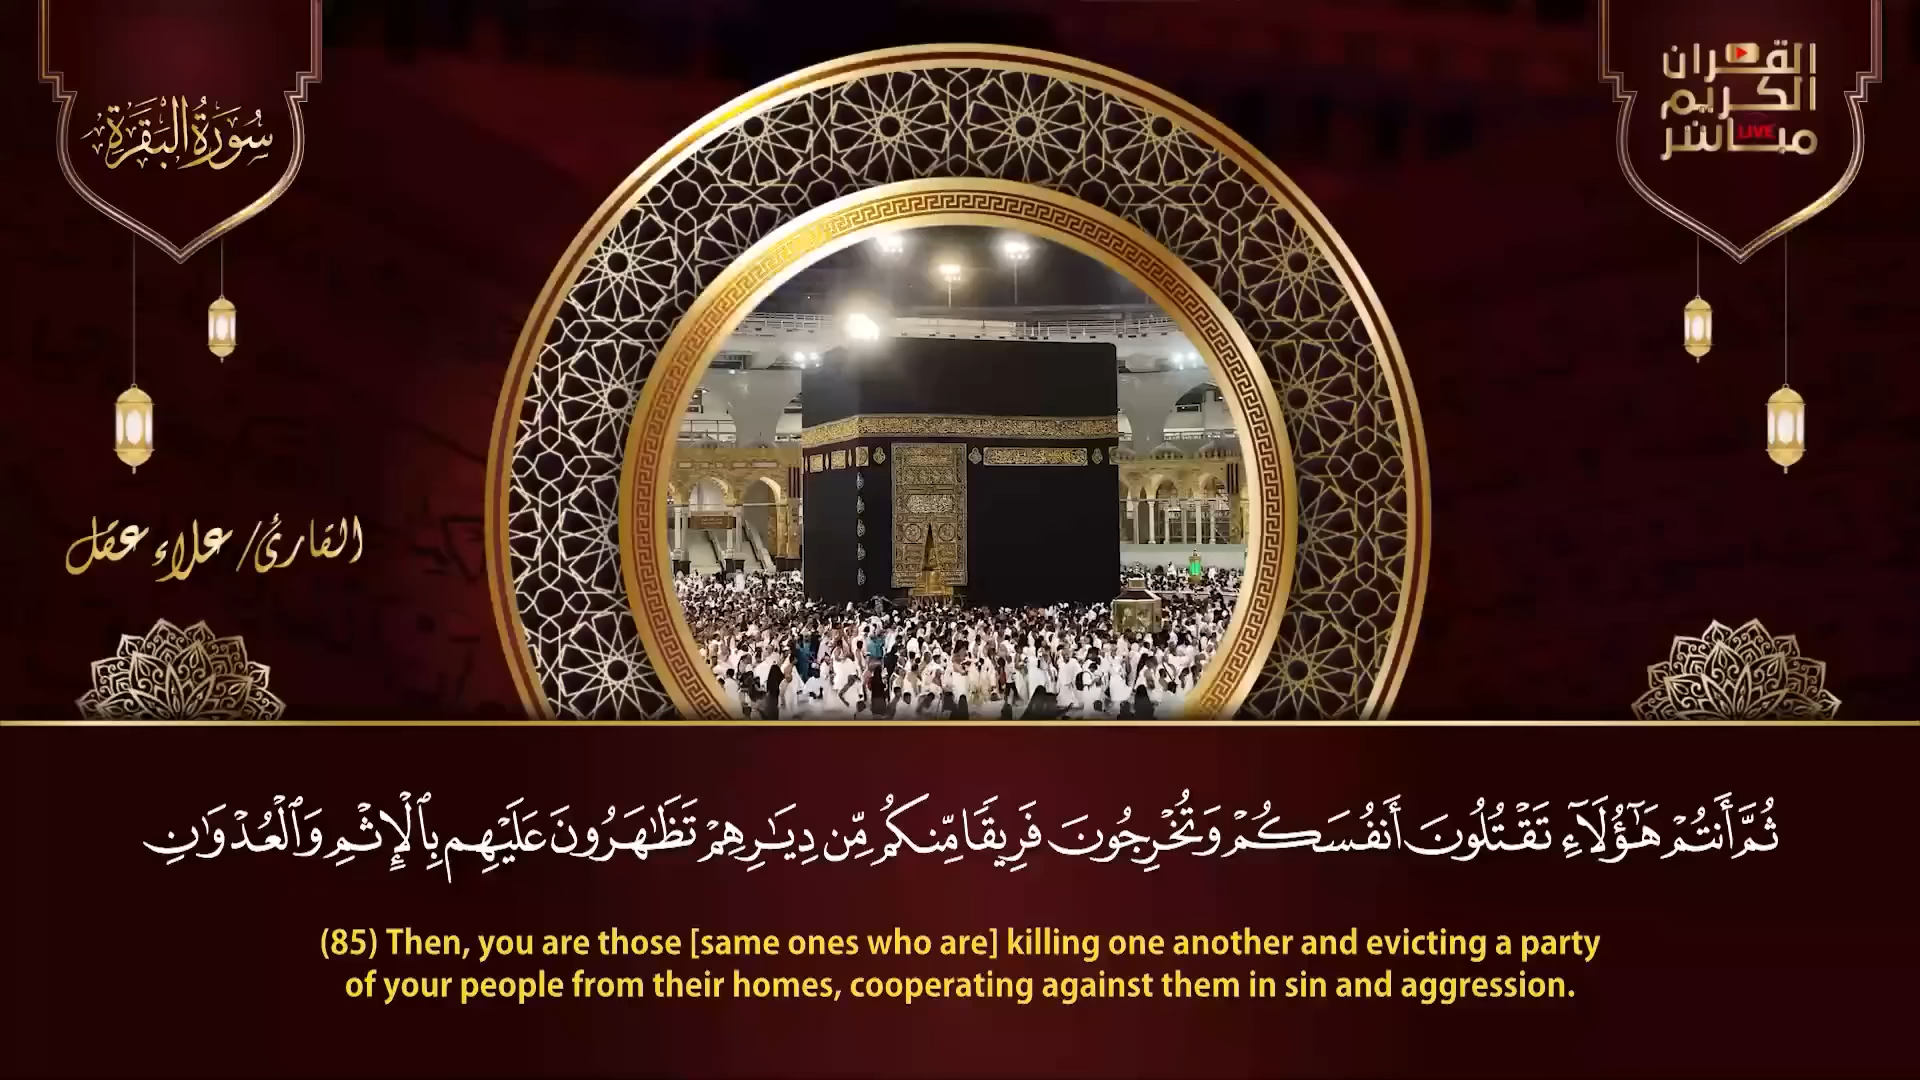 سُورَةُ البَقَرَةِ
القرآن
الكريم
مباشر
LIVE
القارئ/ علاء عقل
ثُمَّ أَنتُمْ هَٰٓؤُلَآءِ تَقْتُلُونَ أَنفُسَكُمْ وَتُخْرِجُونَ فَرِيقًا مِّنكُم مِّن دِيَٰرِهِمْ تَظَٰهَرُونَ عَلَيْهِم بِٱلْإِثْمِ وَٱلْعُدْوَٰنِ
(85) Then, you are those [same ones who are] killing one another and evicting a party
of your people from their homes, cooperating against them in sin and aggression.